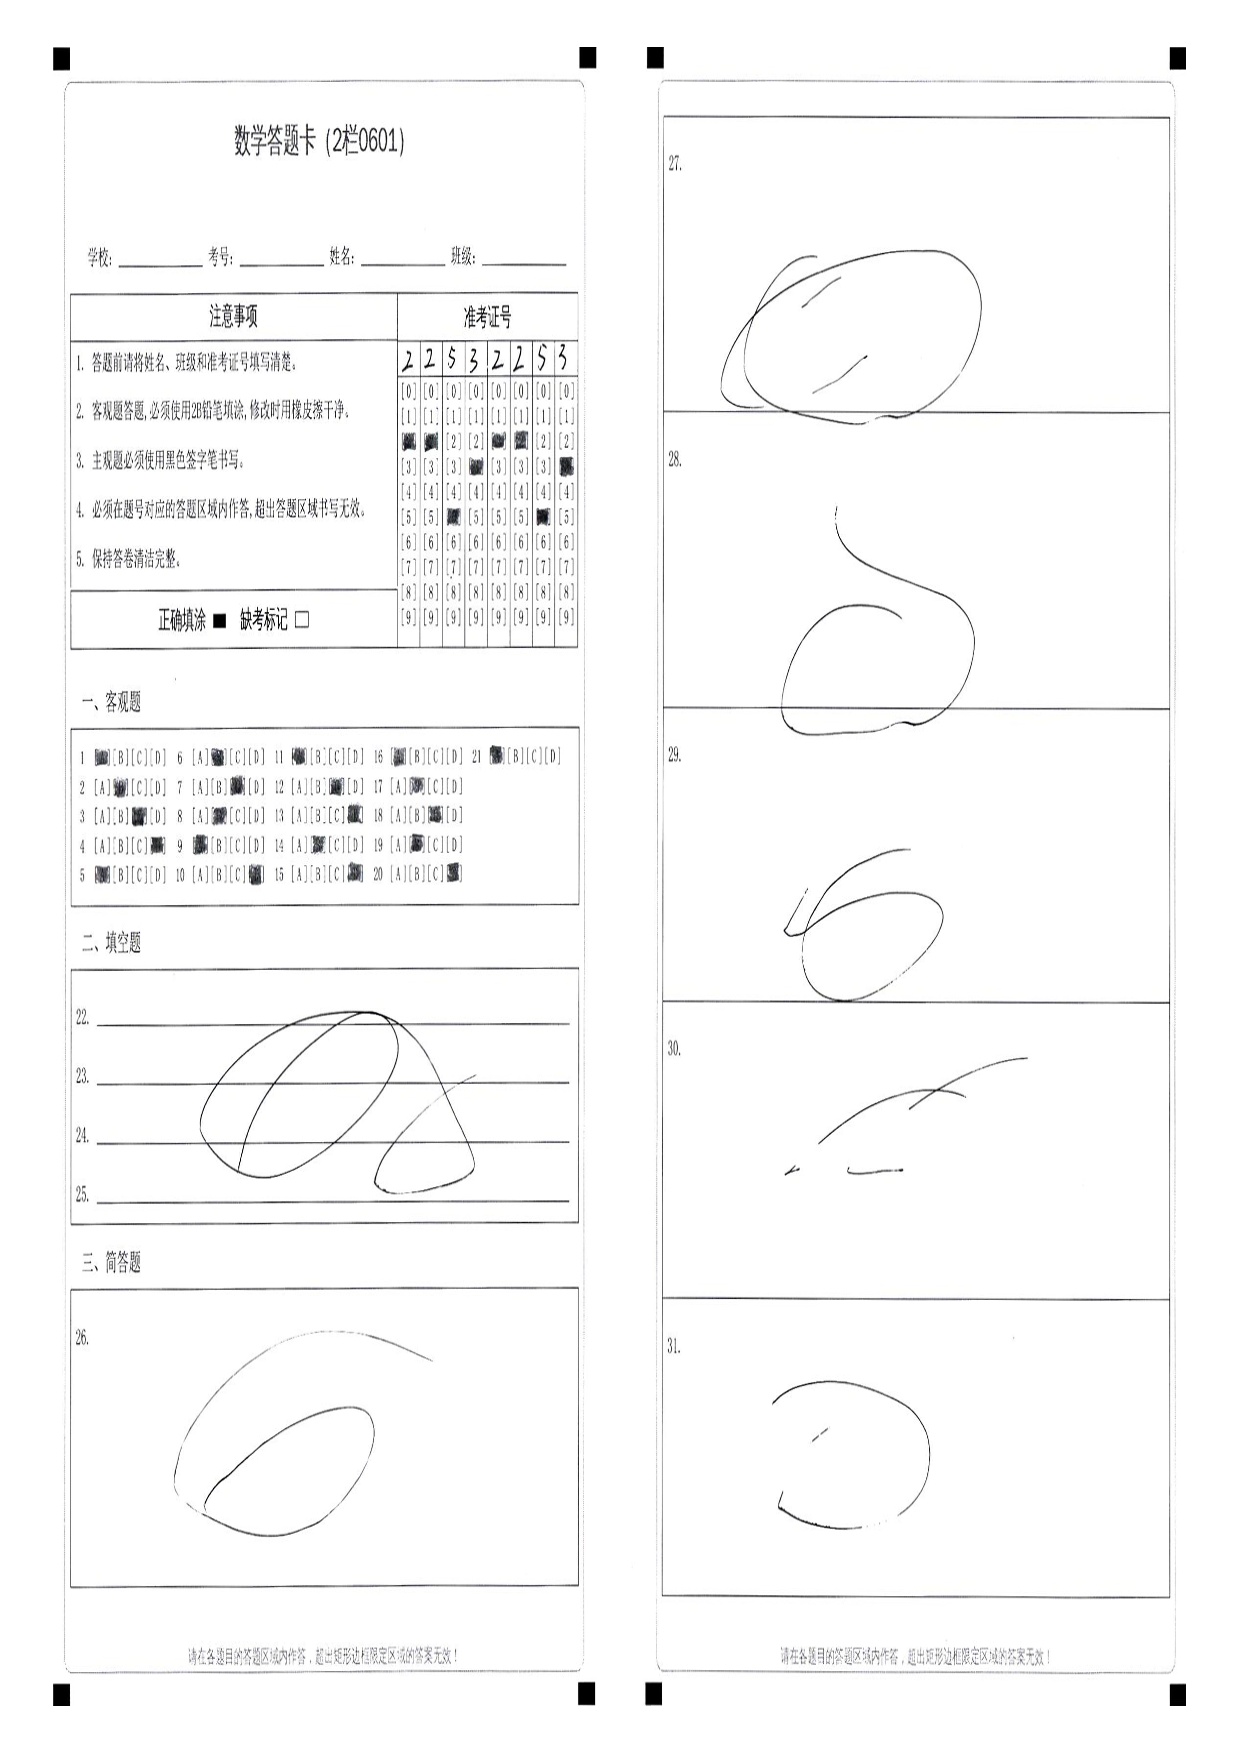 数学答题卡（2栏0601）
学校: 考号: 姓名: 班级:
注意事项
1. 答题前请将姓名、班级和准考证号填写清楚。
2. 客观题答题,必须使用2B铅笔填涂,修改时用橡皮擦干净。
3. 主观题必须使用黑色签字笔书写。
4. 必须在题号对应的答题区域内作答,超出答题区域书写无效。
5. 保持答卷清洁完整。
正确填涂 ■ 缺考标记 □
准考证号
2 2 5 3 2 2 5 3
[0] [0] [0] [0] [0] [0] [0] [0]
[1] [1] [1] [1] [1] [1] [1] [1]
[2] [2] [2] [2]
[3] [3] [3] [3] [3] [3]
[4] [4] [4] [4] [4] [4] [4] [4]
[5] [5] [5] [5] [5] [5]
[6] [6] [6] [6] [6] [6] [6] [6]
[7] [7] [7] [7] [7] [7] [7] [7]
[8] [8] [8] [8] [8] [8] [8] [8]
[9] [9] [9] [9] [9] [9] [9] [9]
一、客观题
1 [B][C][D] 6 [A] [C][D] 11 [B][C][D] 16 [B][C][D] 21 [B][C][D]
2 [A] [C][D] 7 [A][B] [D] 12 [A][B] [D] 17 [A] [C][D]
3 [A][B] [D] 8 [A] [C][D] 13 [A][B][C] 18 [A][B] [D]
4 [A][B][C] 9 [B][C][D] 14 [A] [C][D] 19 [A] [C][D]
5 [B][C][D] 10 [A][B][C] 15 [A][B][C] 20 [A][B][C]
二、填空题
22.
23.
24.
25.
三、简答题
26.
请在各题目的答题区域内作答，超出矩形边框限定区域的答案无效！
27.
28.
29.
30.
31.
请在各题目的答题区域内作答，超出矩形边框限定区域的答案无效！